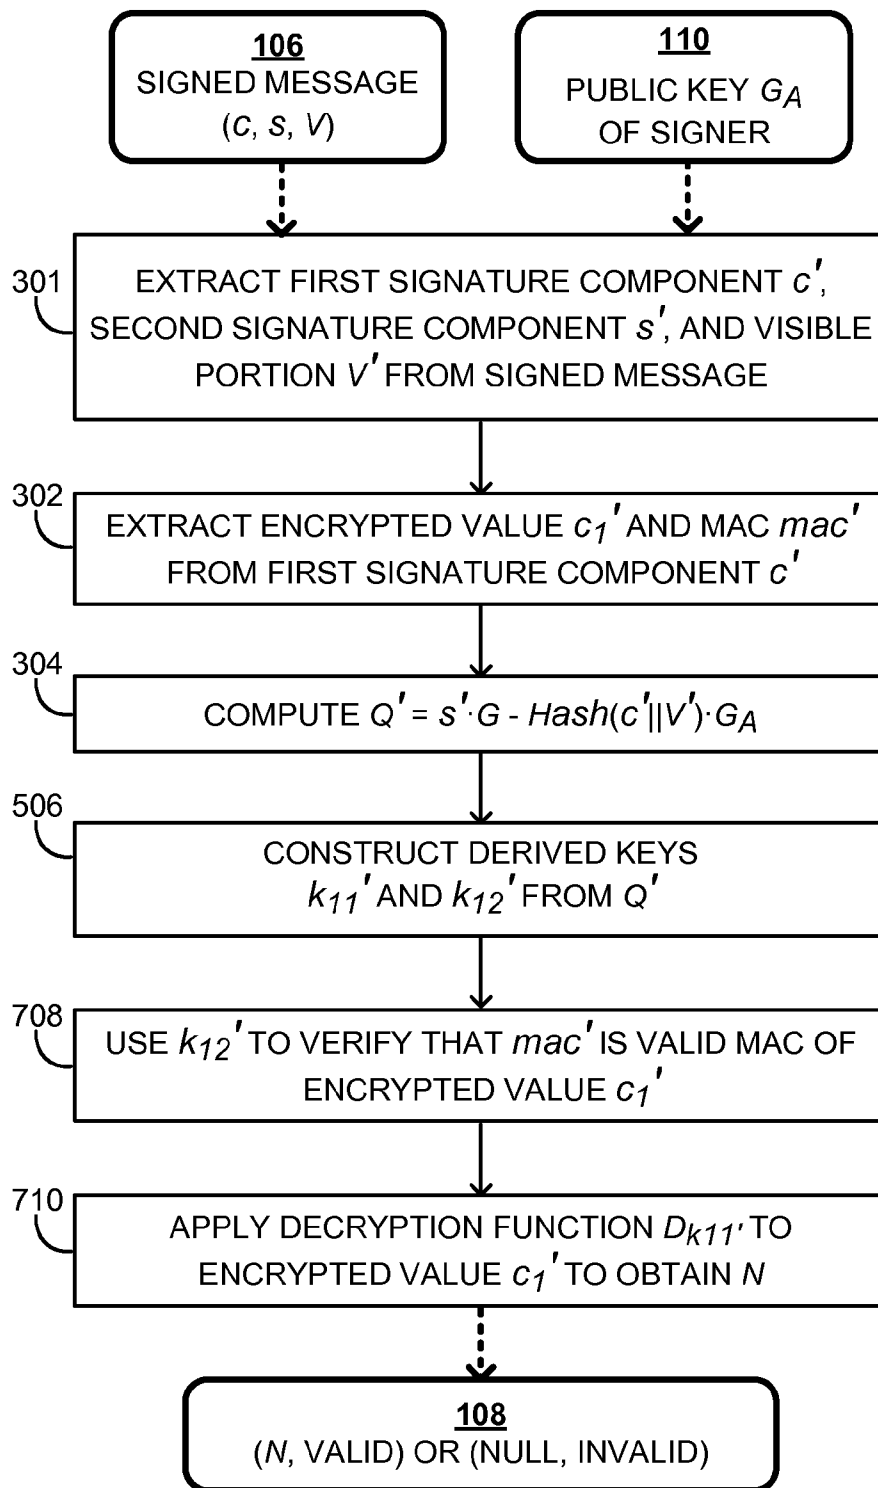 106
SIGNED MESSAGE
(c, s, V)
110
PUBLIC KEY G_A
OF SIGNER
301
EXTRACT FIRST SIGNATURE COMPONENT c′,
SECOND SIGNATURE COMPONENT s′, AND VISIBLE
PORTION V′ FROM SIGNED MESSAGE
302
EXTRACT ENCRYPTED VALUE c₁′ AND MAC mac′
FROM FIRST SIGNATURE COMPONENT c′
304
COMPUTE Q′ = s′·G - Hash(c′||V′)·G_A
506
CONSTRUCT DERIVED KEYS
k₁₁′ AND k₁₂′ FROM Q′
708
USE k₁₂′ TO VERIFY THAT mac′ IS VALID MAC OF
ENCRYPTED VALUE c₁′
710
APPLY DECRYPTION FUNCTION D_k11′ TO
ENCRYPTED VALUE c₁′ TO OBTAIN N
108
(N, VALID) OR (NULL, INVALID)